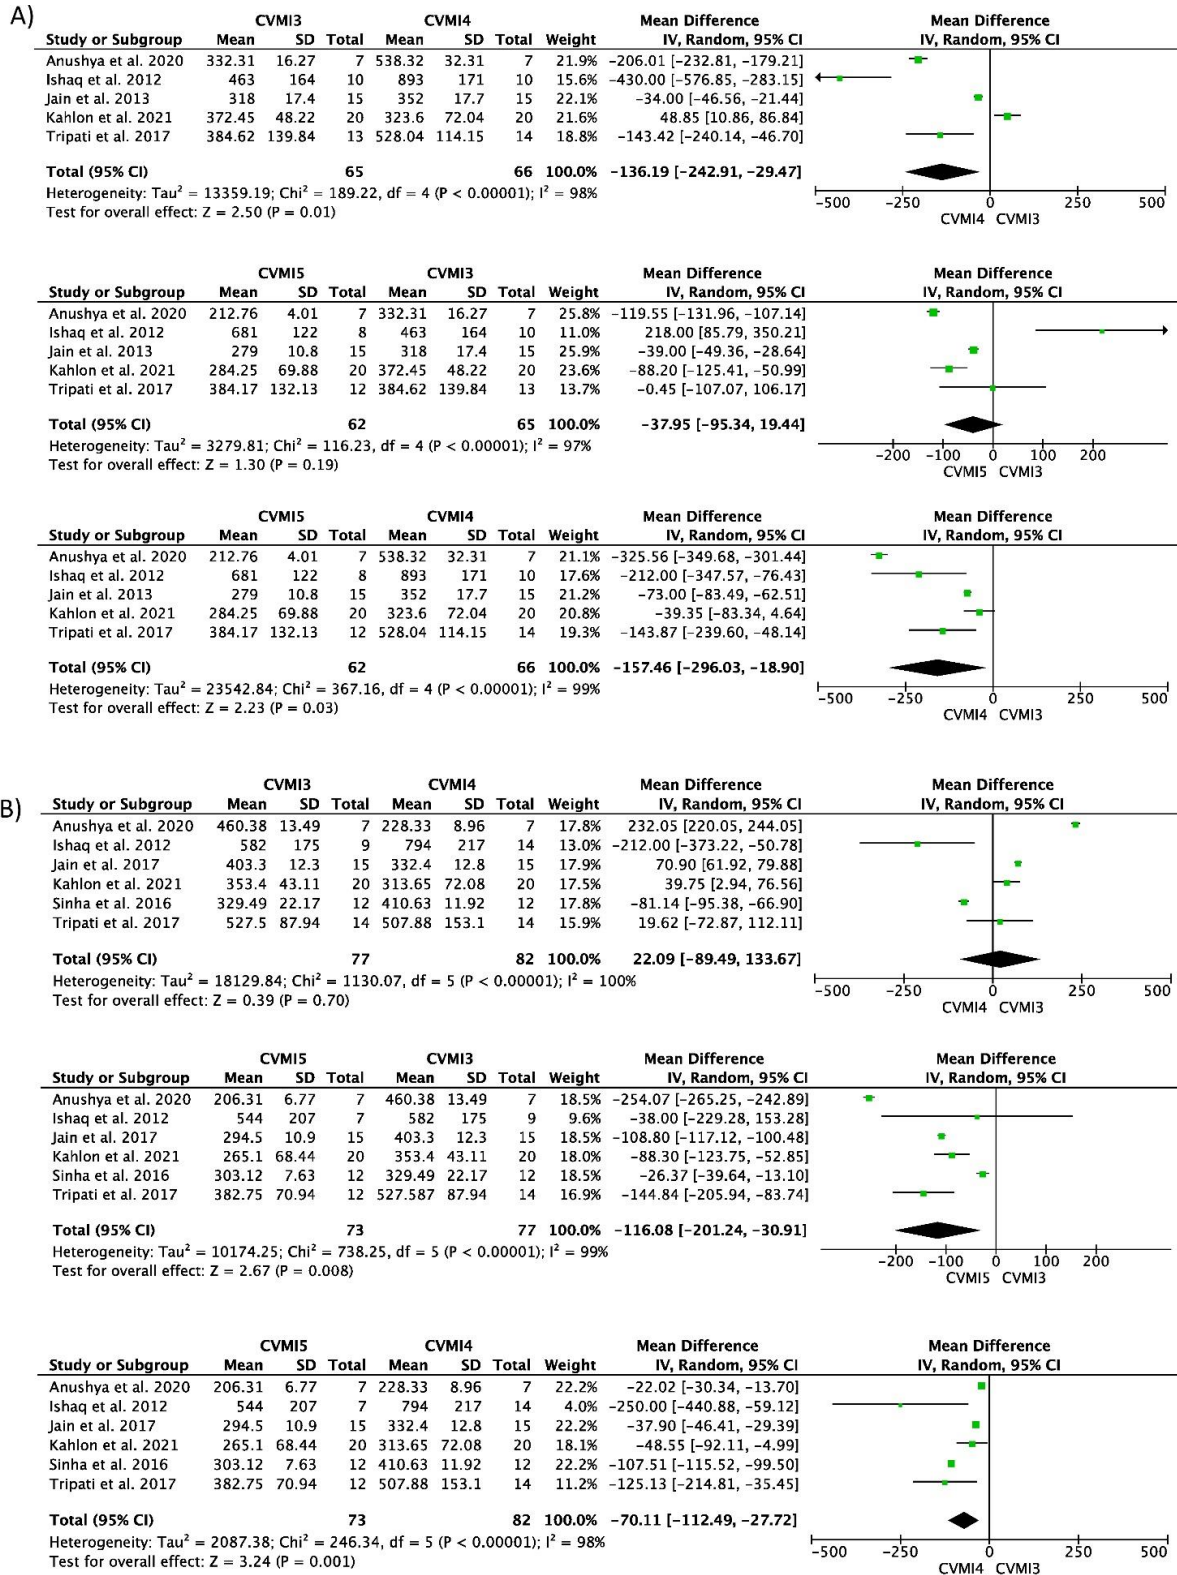 A)
CVMI3 CVMI4 Mean Difference Mean Difference
Study or Subgroup Mean SD Total Mean SD Total Weight IV, Random, 95% CI IV, Random, 95% CI
Anushya et al. 2020 332.31 16.27 7 538.32 32.31 7 21.9% -206.01 [-232.81, -179.21]
Ishaq et al. 2012 463 164 10 893 171 10 15.6% -430.00 [-576.85, -283.15]
Jain et al. 2013 318 17.4 15 352 17.7 15 22.1% -34.00 [-46.56, -21.44]
Kahlon et al. 2021 372.45 48.22 20 323.6 72.04 20 21.6% 48.85 [10.86, 86.84]
Tripati et al. 2017 384.62 139.84 13 528.04 114.15 14 18.8% -143.42 [-240.14, -46.70]
Total (95% CI) 65 66 100.0% -136.19 [-242.91, -29.47]
Heterogeneity: Tau² = 13359.19; Chi² = 189.22, df = 4 (P < 0.00001); I² = 98%
Test for overall effect: Z = 2.50 (P = 0.01)
-500 -250 0 250 500
CVMI4 CVMI3
CVMI5 CVMI3 Mean Difference Mean Difference
Study or Subgroup Mean SD Total Mean SD Total Weight IV, Random, 95% CI IV, Random, 95% CI
Anushya et al. 2020 212.76 4.01 7 332.31 16.27 7 25.8% -119.55 [-131.96, -107.14]
Ishaq et al. 2012 681 122 8 463 164 10 11.0% 218.00 [85.79, 350.21]
Jain et al. 2013 279 10.8 15 318 17.4 15 25.9% -39.00 [-49.36, -28.64]
Kahlon et al. 2021 284.25 69.88 20 372.45 48.22 20 23.6% -88.20 [-125.41, -50.99]
Tripati et al. 2017 384.17 132.13 12 384.62 139.84 13 13.7% -0.45 [-107.07, 106.17]
Total (95% CI) 62 65 100.0% -37.95 [-95.34, 19.44]
Heterogeneity: Tau² = 3279.81; Chi² = 116.23, df = 4 (P < 0.00001); I² = 97%
Test for overall effect: Z = 1.30 (P = 0.19)
-200 -100 0 100 200
CVMI5 CVMI3
CVMI5 CVMI4 Mean Difference Mean Difference
Study or Subgroup Mean SD Total Mean SD Total Weight IV, Random, 95% CI IV, Random, 95% CI
Anushya et al. 2020 212.76 4.01 7 538.32 32.31 7 21.1% -325.56 [-349.68, -301.44]
Ishaq et al. 2012 681 122 8 893 171 10 17.6% -212.00 [-347.57, -76.43]
Jain et al. 2013 279 10.8 15 352 17.7 15 21.2% -73.00 [-83.49, -62.51]
Kahlon et al. 2021 284.25 69.88 20 323.6 72.04 20 20.8% -39.35 [-83.34, 4.64]
Tripati et al. 2017 384.17 132.13 12 528.04 114.15 14 19.3% -143.87 [-239.60, -48.14]
Total (95% CI) 62 66 100.0% -157.46 [-296.03, -18.90]
Heterogeneity: Tau² = 23542.84; Chi² = 367.16, df = 4 (P < 0.00001); I² = 99%
Test for overall effect: Z = 2.23 (P = 0.03)
-500 -250 0 250 500
CVMI4 CVMI3
B)
CVMI3 CVMI4 Mean Difference Mean Difference
Study or Subgroup Mean SD Total Mean SD Total Weight IV, Random, 95% CI IV, Random, 95% CI
Anushya et al. 2020 460.38 13.49 7 228.33 8.96 7 17.8% 232.05 [220.05, 244.05]
Ishaq et al. 2012 582 175 9 794 217 14 13.0% -212.00 [-373.22, -50.78]
Jain et al. 2017 403.3 12.3 15 332.4 12.8 15 17.9% 70.90 [61.92, 79.88]
Kahlon et al. 2021 353.4 43.11 20 313.65 72.08 20 17.5% 39.75 [2.94, 76.56]
Sinha et al. 2016 329.49 22.17 12 410.63 11.92 12 17.8% -81.14 [-95.38, -66.90]
Tripati et al. 2017 527.5 87.94 14 507.88 153.1 14 15.9% 19.62 [-72.87, 112.11]
Total (95% CI) 77 82 100.0% 22.09 [-89.49, 133.67]
Heterogeneity: Tau² = 18129.84; Chi² = 1130.07, df = 5 (P < 0.00001); I² = 100%
Test for overall effect: Z = 0.39 (P = 0.70)
-500 -250 0 250 500
CVMI4 CVMI3
CVMI5 CVMI3 Mean Difference Mean Difference
Study or Subgroup Mean SD Total Mean SD Total Weight IV, Random, 95% CI IV, Random, 95% CI
Anushya et al. 2020 206.31 6.77 7 460.38 13.49 7 18.5% -254.07 [-265.25, -242.89]
Ishaq et al. 2012 544 207 7 582 175 9 9.6% -38.00 [-229.28, 153.28]
Jain et al. 2017 294.5 10.9 15 403.3 12.3 15 18.5% -108.80 [-117.12, -100.48]
Kahlon et al. 2021 265.1 68.44 20 353.4 43.11 20 18.0% -88.30 [-123.75, -52.85]
Sinha et al. 2016 303.12 7.63 12 329.49 22.17 12 18.5% -26.37 [-39.64, -13.10]
Tripati et al. 2017 382.75 70.94 12 527.587 87.94 14 16.9% -144.84 [-205.94, -83.74]
Total (95% CI) 73 77 100.0% -116.08 [-201.24, -30.91]
Heterogeneity: Tau² = 10174.25; Chi² = 738.25, df = 5 (P < 0.00001); I² = 99%
Test for overall effect: Z = 2.67 (P = 0.008)
-200 -100 0 100 200
CVMI5 CVMI3
CVMI5 CVMI4 Mean Difference Mean Difference
Study or Subgroup Mean SD Total Mean SD Total Weight IV, Random, 95% CI IV, Random, 95% CI
Anushya et al. 2020 206.31 6.77 7 228.33 8.96 7 22.2% -22.02 [-30.34, -13.70]
Ishaq et al. 2012 544 207 7 794 217 14 4.0% -250.00 [-440.88, -59.12]
Jain et al. 2017 294.5 10.9 15 332.4 12.8 15 22.2% -37.90 [-46.41, -29.39]
Kahlon et al. 2021 265.1 68.44 20 313.65 72.08 20 18.1% -48.55 [-92.11, -4.99]
Sinha et al. 2016 303.12 7.63 12 410.63 11.92 12 22.2% -107.51 [-115.52, -99.50]
Tripati et al. 2017 382.75 70.94 12 507.88 153.1 14 11.2% -125.13 [-214.81, -35.45]
Total (95% CI) 73 82 100.0% -70.11 [-112.49, -27.72]
Heterogeneity: Tau² = 2087.38; Chi² = 246.34, df = 5 (P < 0.00001); I² = 98%
Test for overall effect: Z = 3.24 (P = 0.001)
-500 -250 0 250 500
CVMI4 CVMI3